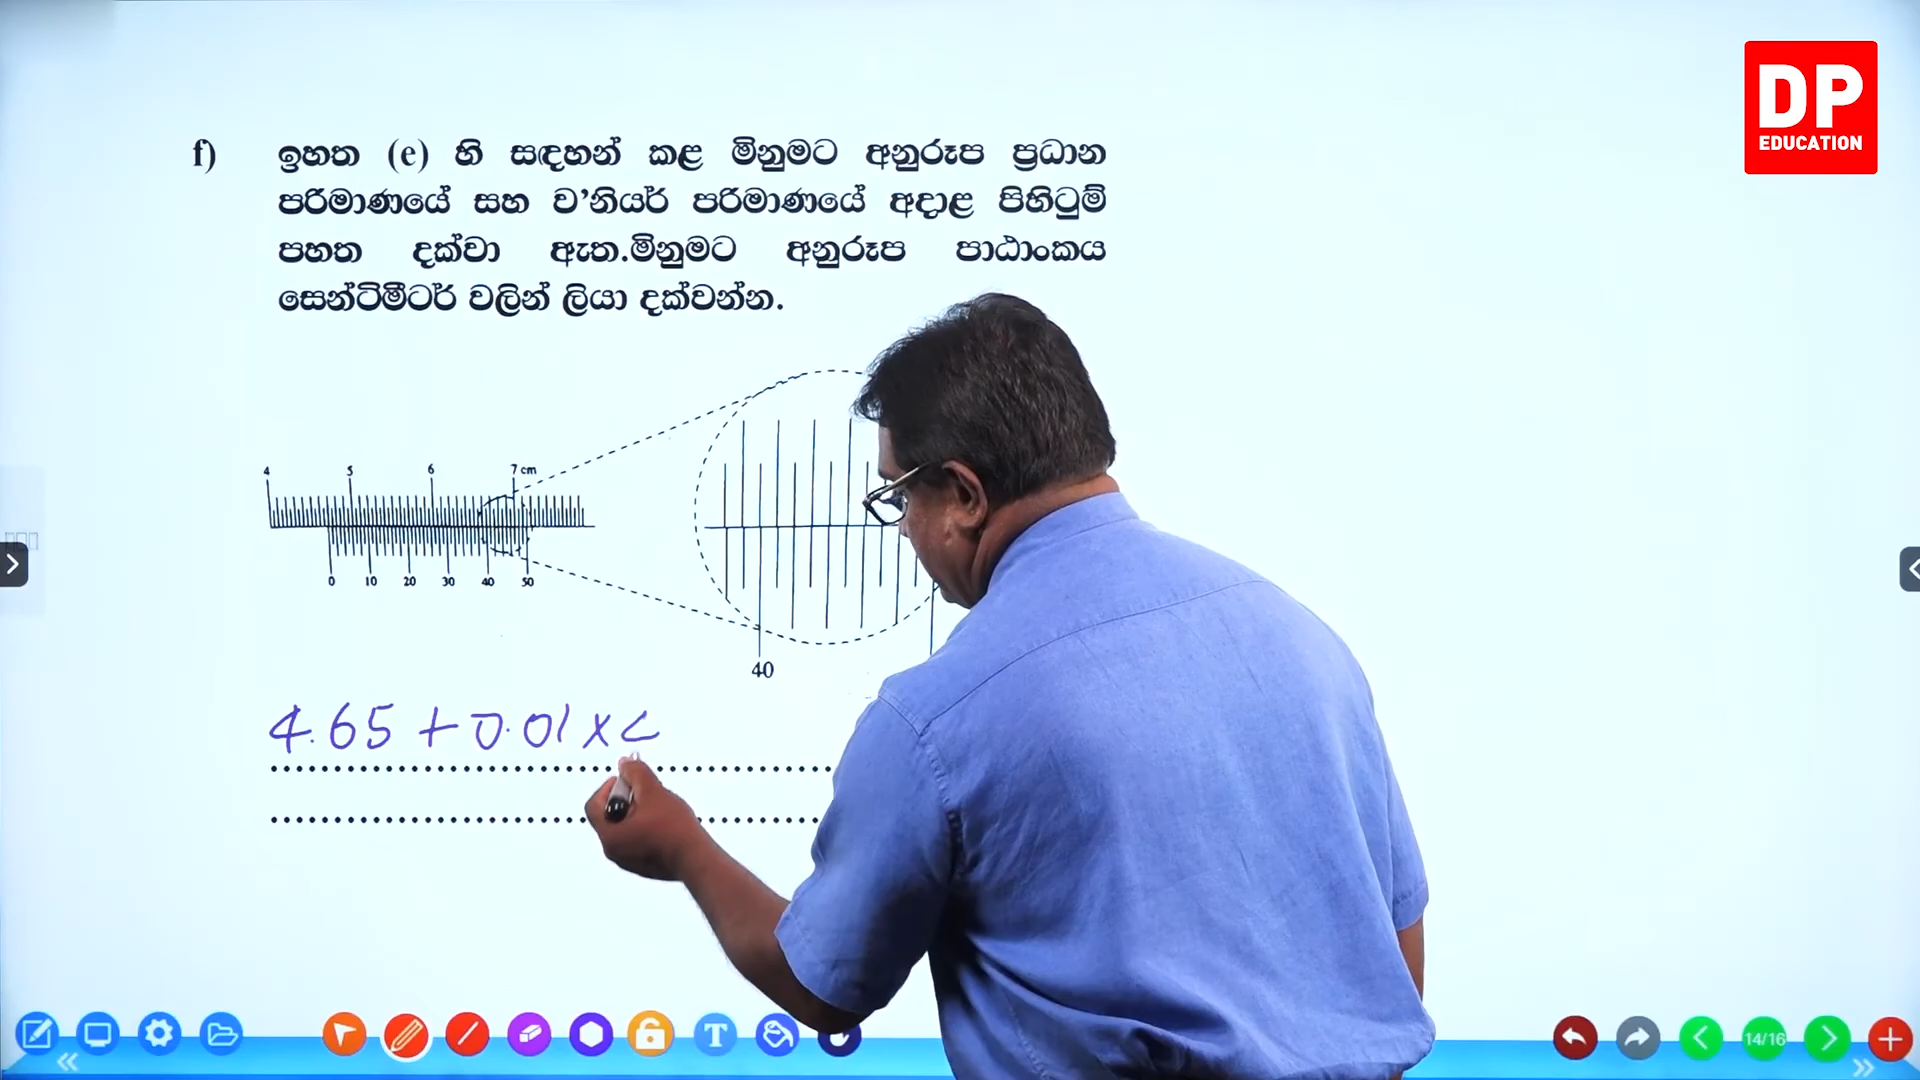 DP
EDUCATION
f) ඉහත (e) හි සඳහන් කළ මිනුමට අනුරූප ප්‍රධාන
පරිමාණයේ සහ ව’නියර් පරිමාණයේ අදාළ පිහිටුම්
පහත දක්වා ඇත.මිනුමට අනුරූප පාඨාංකය
සෙන්ටිමීටර් වලින් ලියා දක්වන්න.
4 5 6 7 cm
0 10 20 30 40 50
40
4.65 + 0.01 x
T
14/16